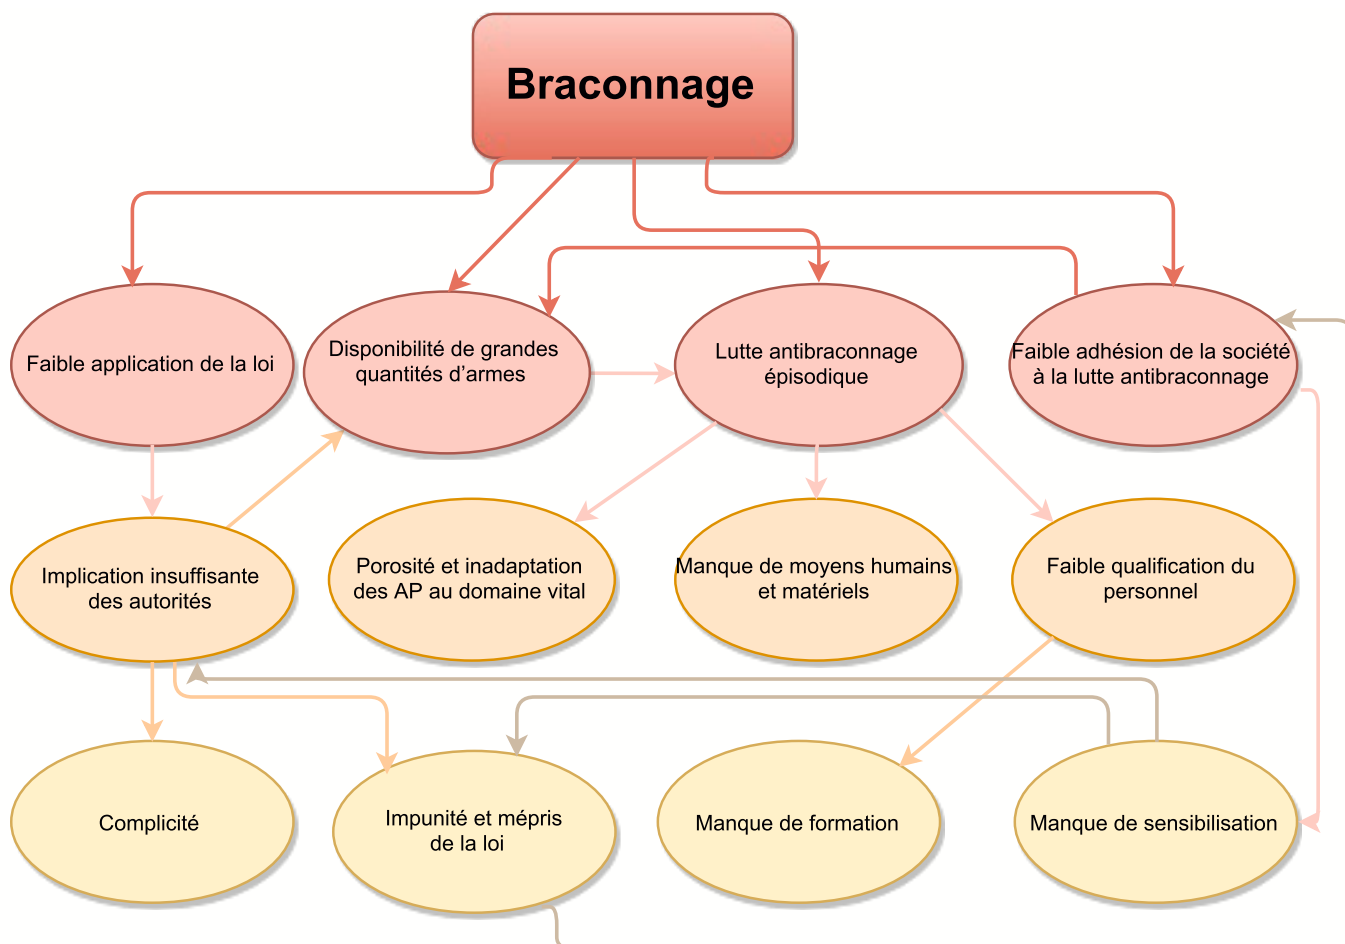 Braconnage
Faible application de la loi
Disponibilité de grandes
quantités d'armes
Lutte antibraconnage
épisodique
Faible adhésion de la société
à la lutte antibraconnage
Implication insuffisante
des autorités
Porosité et inadaptation
des AP au domaine vital
Manque de moyens humains
et matériels
Faible qualification du
personnel
Complicité
Impunité et mépris
de la loi
Manque de formation
Manque de sensibilisation